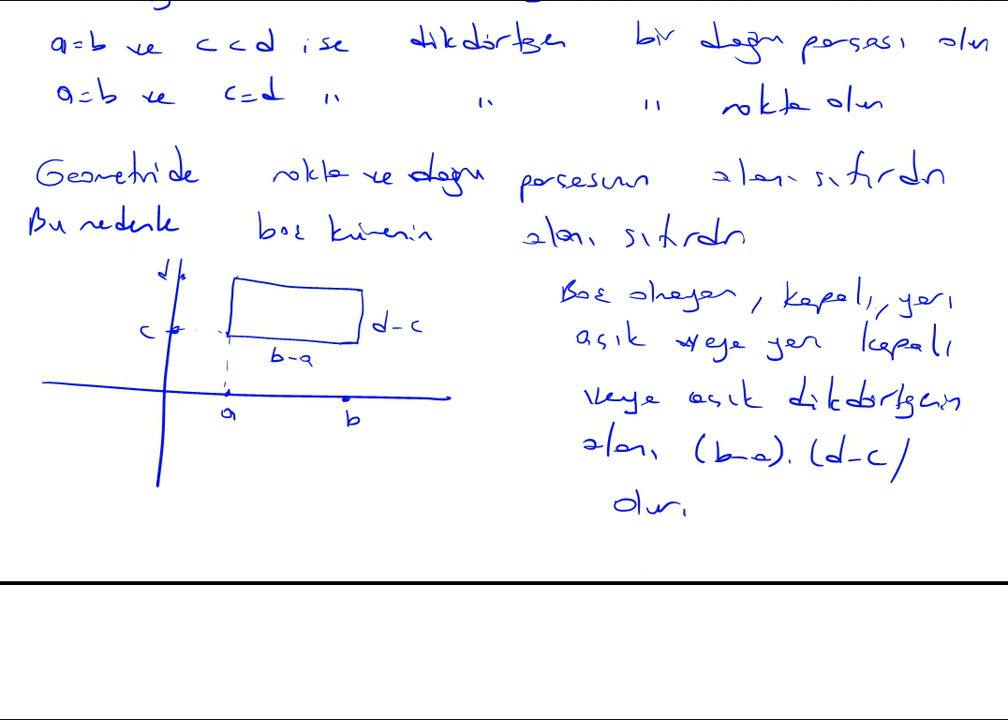 a=b ve c<d ise dikdörtgen bir doğru parçası olur
a=b ve c=d " " " nokta olur
Geometride nokta ve doğru parçasının alanı sıfırdır
Bu nedenle boş kümenin alanı sıfırdır
d
c
d-c
b-a
a
b
Boş olmayan, kapalı, yarı
açık veya yarı kapalı
veya açık dikdörtgenin
alanı (b-a).(d-c)
olur.